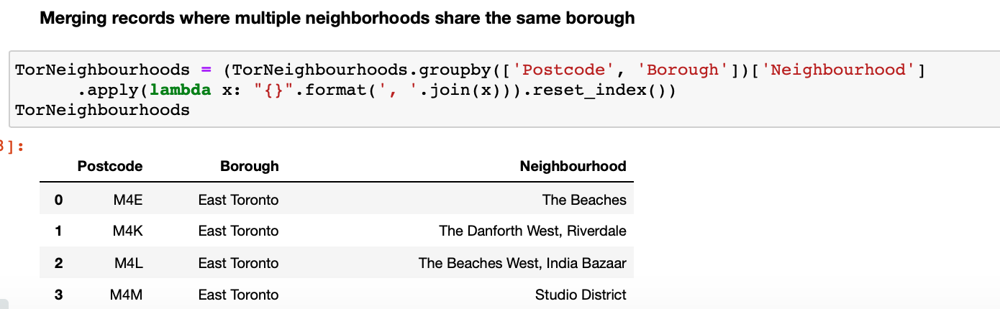 Merging records where multiple neighborhoods share the same borough
TorNeighbourhoods = (TorNeighbourhoods.groupby(['Postcode', 'Borough'])['Neighbourhood']
.apply(lambda x: "{}".format(', '.join(x))).reset_index())
TorNeighbourhoods
3]:
Postcode Borough Neighbourhood
0 M4E East Toronto The Beaches
1 M4K East Toronto The Danforth West, Riverdale
2 M4L East Toronto The Beaches West, India Bazaar
3 M4M East Toronto Studio District